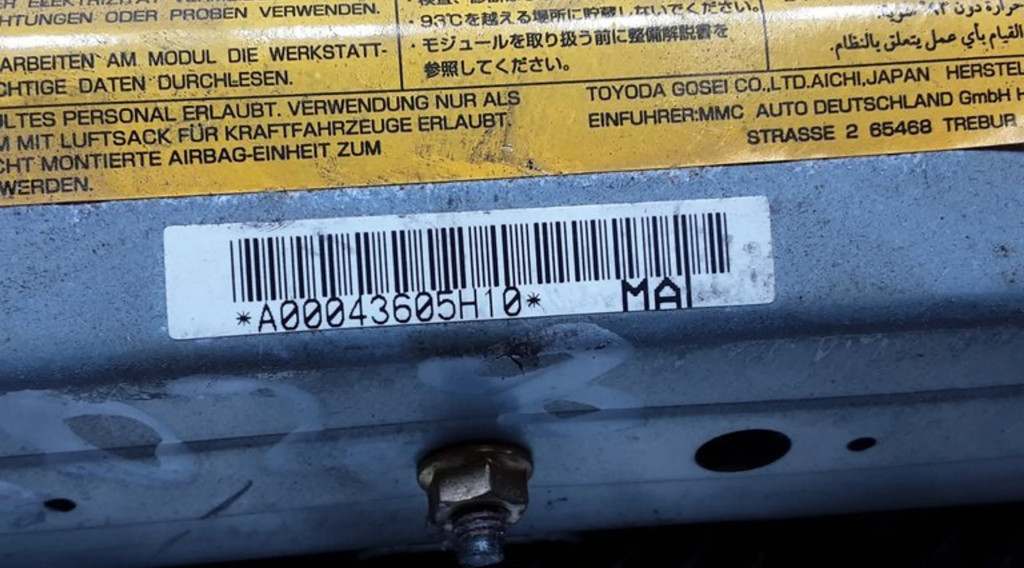 HTUNGEN ODER PROBEN VERWENDEN.
ARBEITEN AM MODUL DIE WERKSTATT-
CHTIGE DATEN DURCHLESEN.
・93℃を越える場所に貯蔵しないでください。
・モジュールを取り扱う前に整備解説書を
参照してください。
القيام بأي عمل يتعلق بالنظام.
ULTES PERSONAL ERLAUBT. VERWENDUNG NUR ALS
M MIT LUFTSACK FÜR KRAFTFAHRZEUGE ERLAUBT.
CHT MONTIERTE AIRBAG-EINHEIT ZUM
WERDEN.
TOYODA GOSEI CO.,LTD.AICHI,JAPAN HERSTEL
EINFUHRER:MMC AUTO DEUTSCHLAND GmbH H
STRASSE 2 65468 TREBUR
*A00043605H10* MA